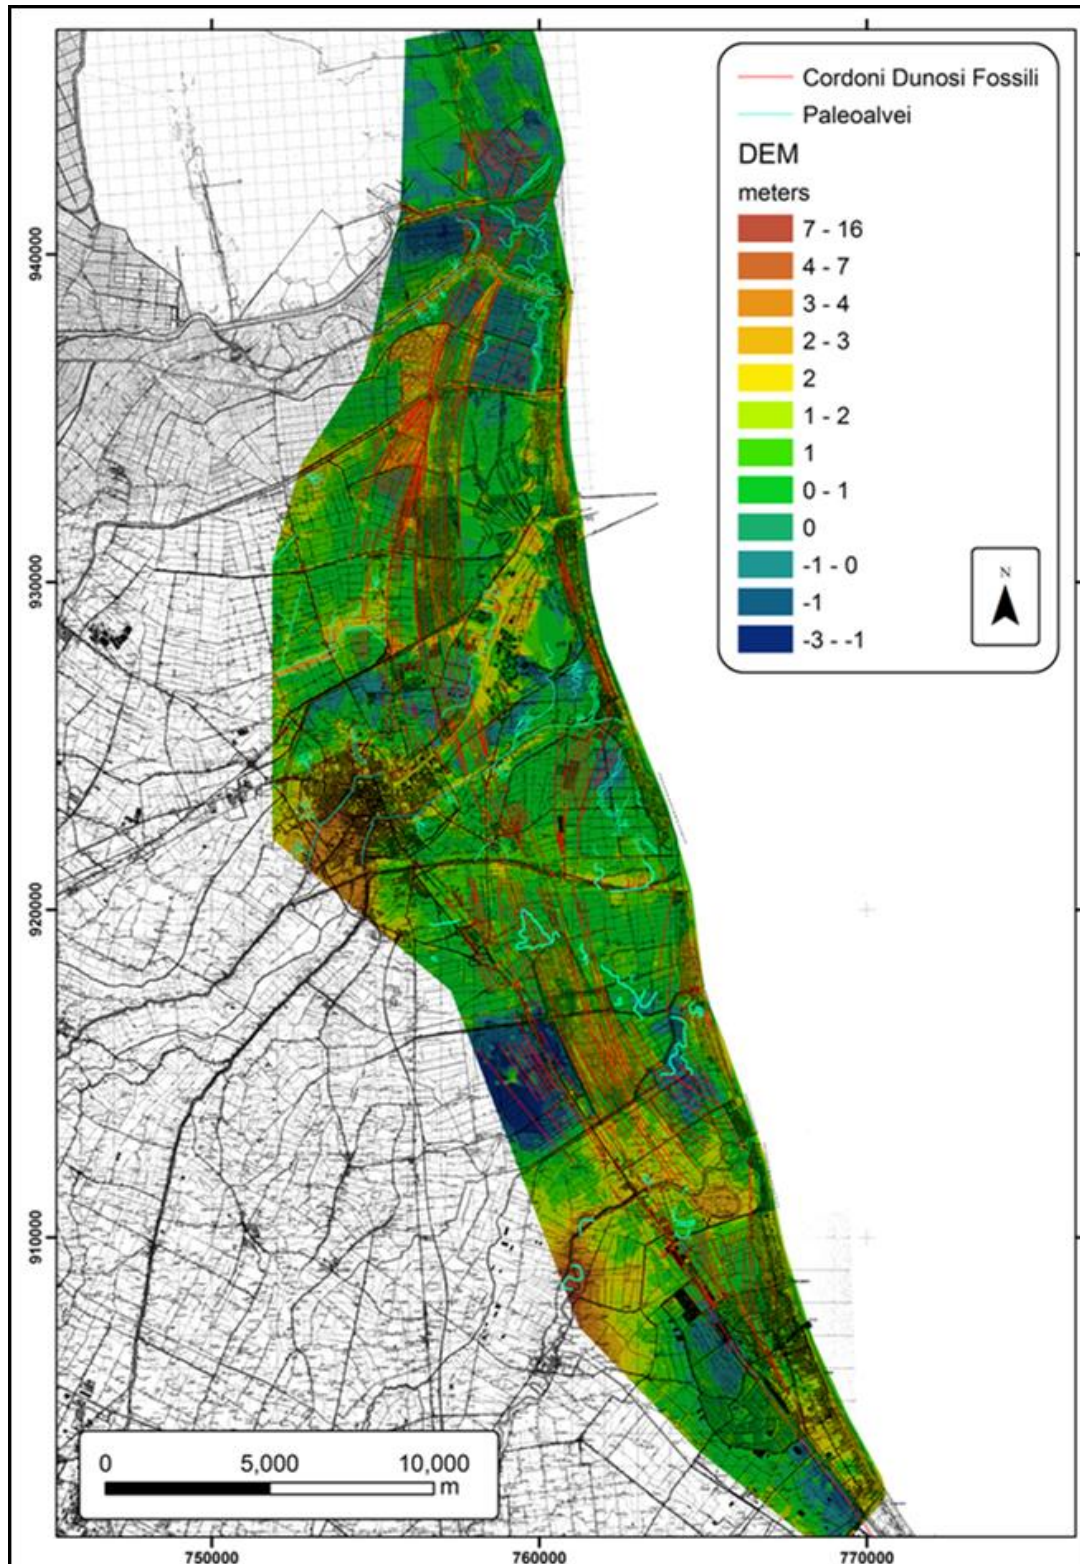 Cordoni Dunosi Fossili
Paleoalvei
DEM
meters
7 - 16
4 - 7
3 - 4
2 - 3
2
1 - 2
1
0 - 1
0
-1 - 0
-1
-3 - -1
N
940000
930000
920000
910000
0 5,000 10,000
m
750000 760000 770000